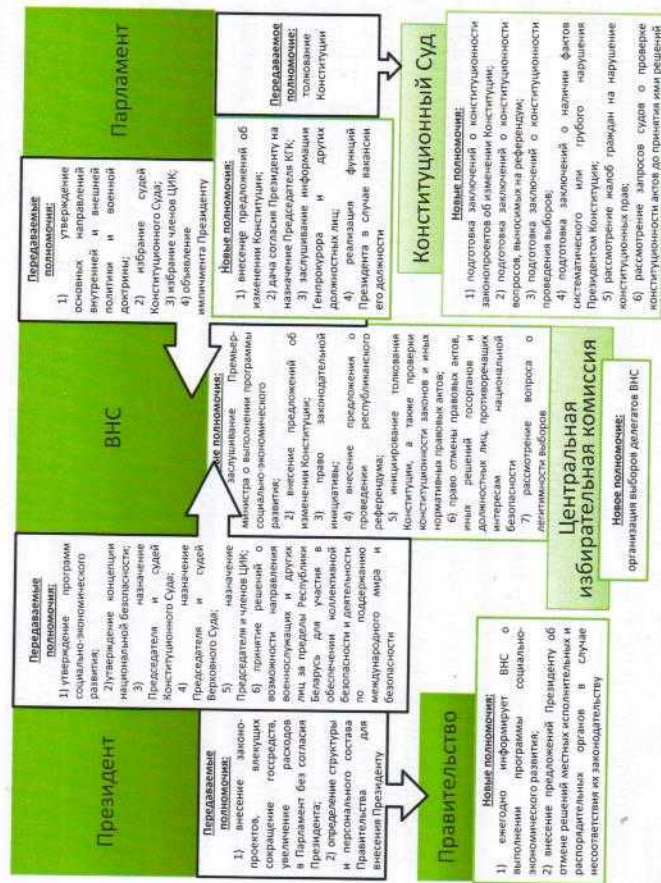 Президент
Передаваемые
полномочия:
1) внесение законо-
проектов, влекущих
сокращение госсредств,
увеличение расходов
в Парламент без согласия
Президента;
2) определение структуры
и персонального состава
Правительства для
внесения Президенту
Передаваемые
полномочия:
1) утверждение программ
социально-экономического
развития;
2)утверждение концепции
национальной безопасности;
3) назначение
Председателя и судей
Конституционного Суда;
4) назначение
Председателя и судей
Верховного Суда;
5) назначение
Председателя и членов ЦИК;
6) принятие решений о
возможности направления
военнослужащих и других
лиц за пределы Республики
Беларусь для участия в
обеспечении коллективной
безопасности и деятельности
по поддержанию
международного мира и
безопасности
ВНС
полномочия:
заслушивание Премьер-
министра о выполнении программы
социально-экономического
развития;
2) внесение предложений об
изменении Конституции;
3) право законодательной
инициативы;
4) внесение предложения о
проведении республиканского
референдума;
5) инициирование толкования
Конституции, а также проверки
конституционности законов и иных
нормативных правовых актов;
6) право отмены правовых актов,
иных решений госорганов и
должностных лиц, противоречащих
интересам национальной
безопасности
7) рассмотрение вопроса о
легитимности выборов
Парламент
Передаваемые
полномочия:
1) утверждение
основных направлений
внутренней и внешней
политики и военной
доктрины;
2) избрание судей
Конституционного Суда;
3) избрание членов ЦИК;
4) объявление
импичмента Президенту
Новые полномочия:
1) внесение предложений об
изменении Конституции;
2) дача согласия Президенту на
назначение Председателя КГК;
3) заслушивание информации
Генпрокурора и других
должностных лиц;
4) реализация функций
Президента в случае вакансии
его должности
Передаваемое
полномочие:
толкование
Конституции
Правительство
Новые полномочия:
1) ежегодно информирует ВНС о
выполнении программы социально-
экономического развития;
2) внесение предложений Президенту об
отмене решений местных исполнительных и
распорядительных органов в случае
несоответствия их законодательству
Центральная
избирательная комиссия
Новое полномочие:
организация выборов делегатов ВНС
Конституционный Суд
Новые полномочия:
1) подготовка заключений о конституционности
законопроектов об изменении Конституции;
2) подготовка заключений о конституционности
вопросов, выносимых на референдум;
3) подготовка заключений о конституционности
проведения выборов;
4) подготовка заключений о наличии фактов
систематического или грубого нарушения
Президентом Конституции;
5) рассмотрение жалоб граждан на нарушение
конституционных прав;
6) рассмотрение запросов судов о проверке
конституционности актов до принятия ими решений